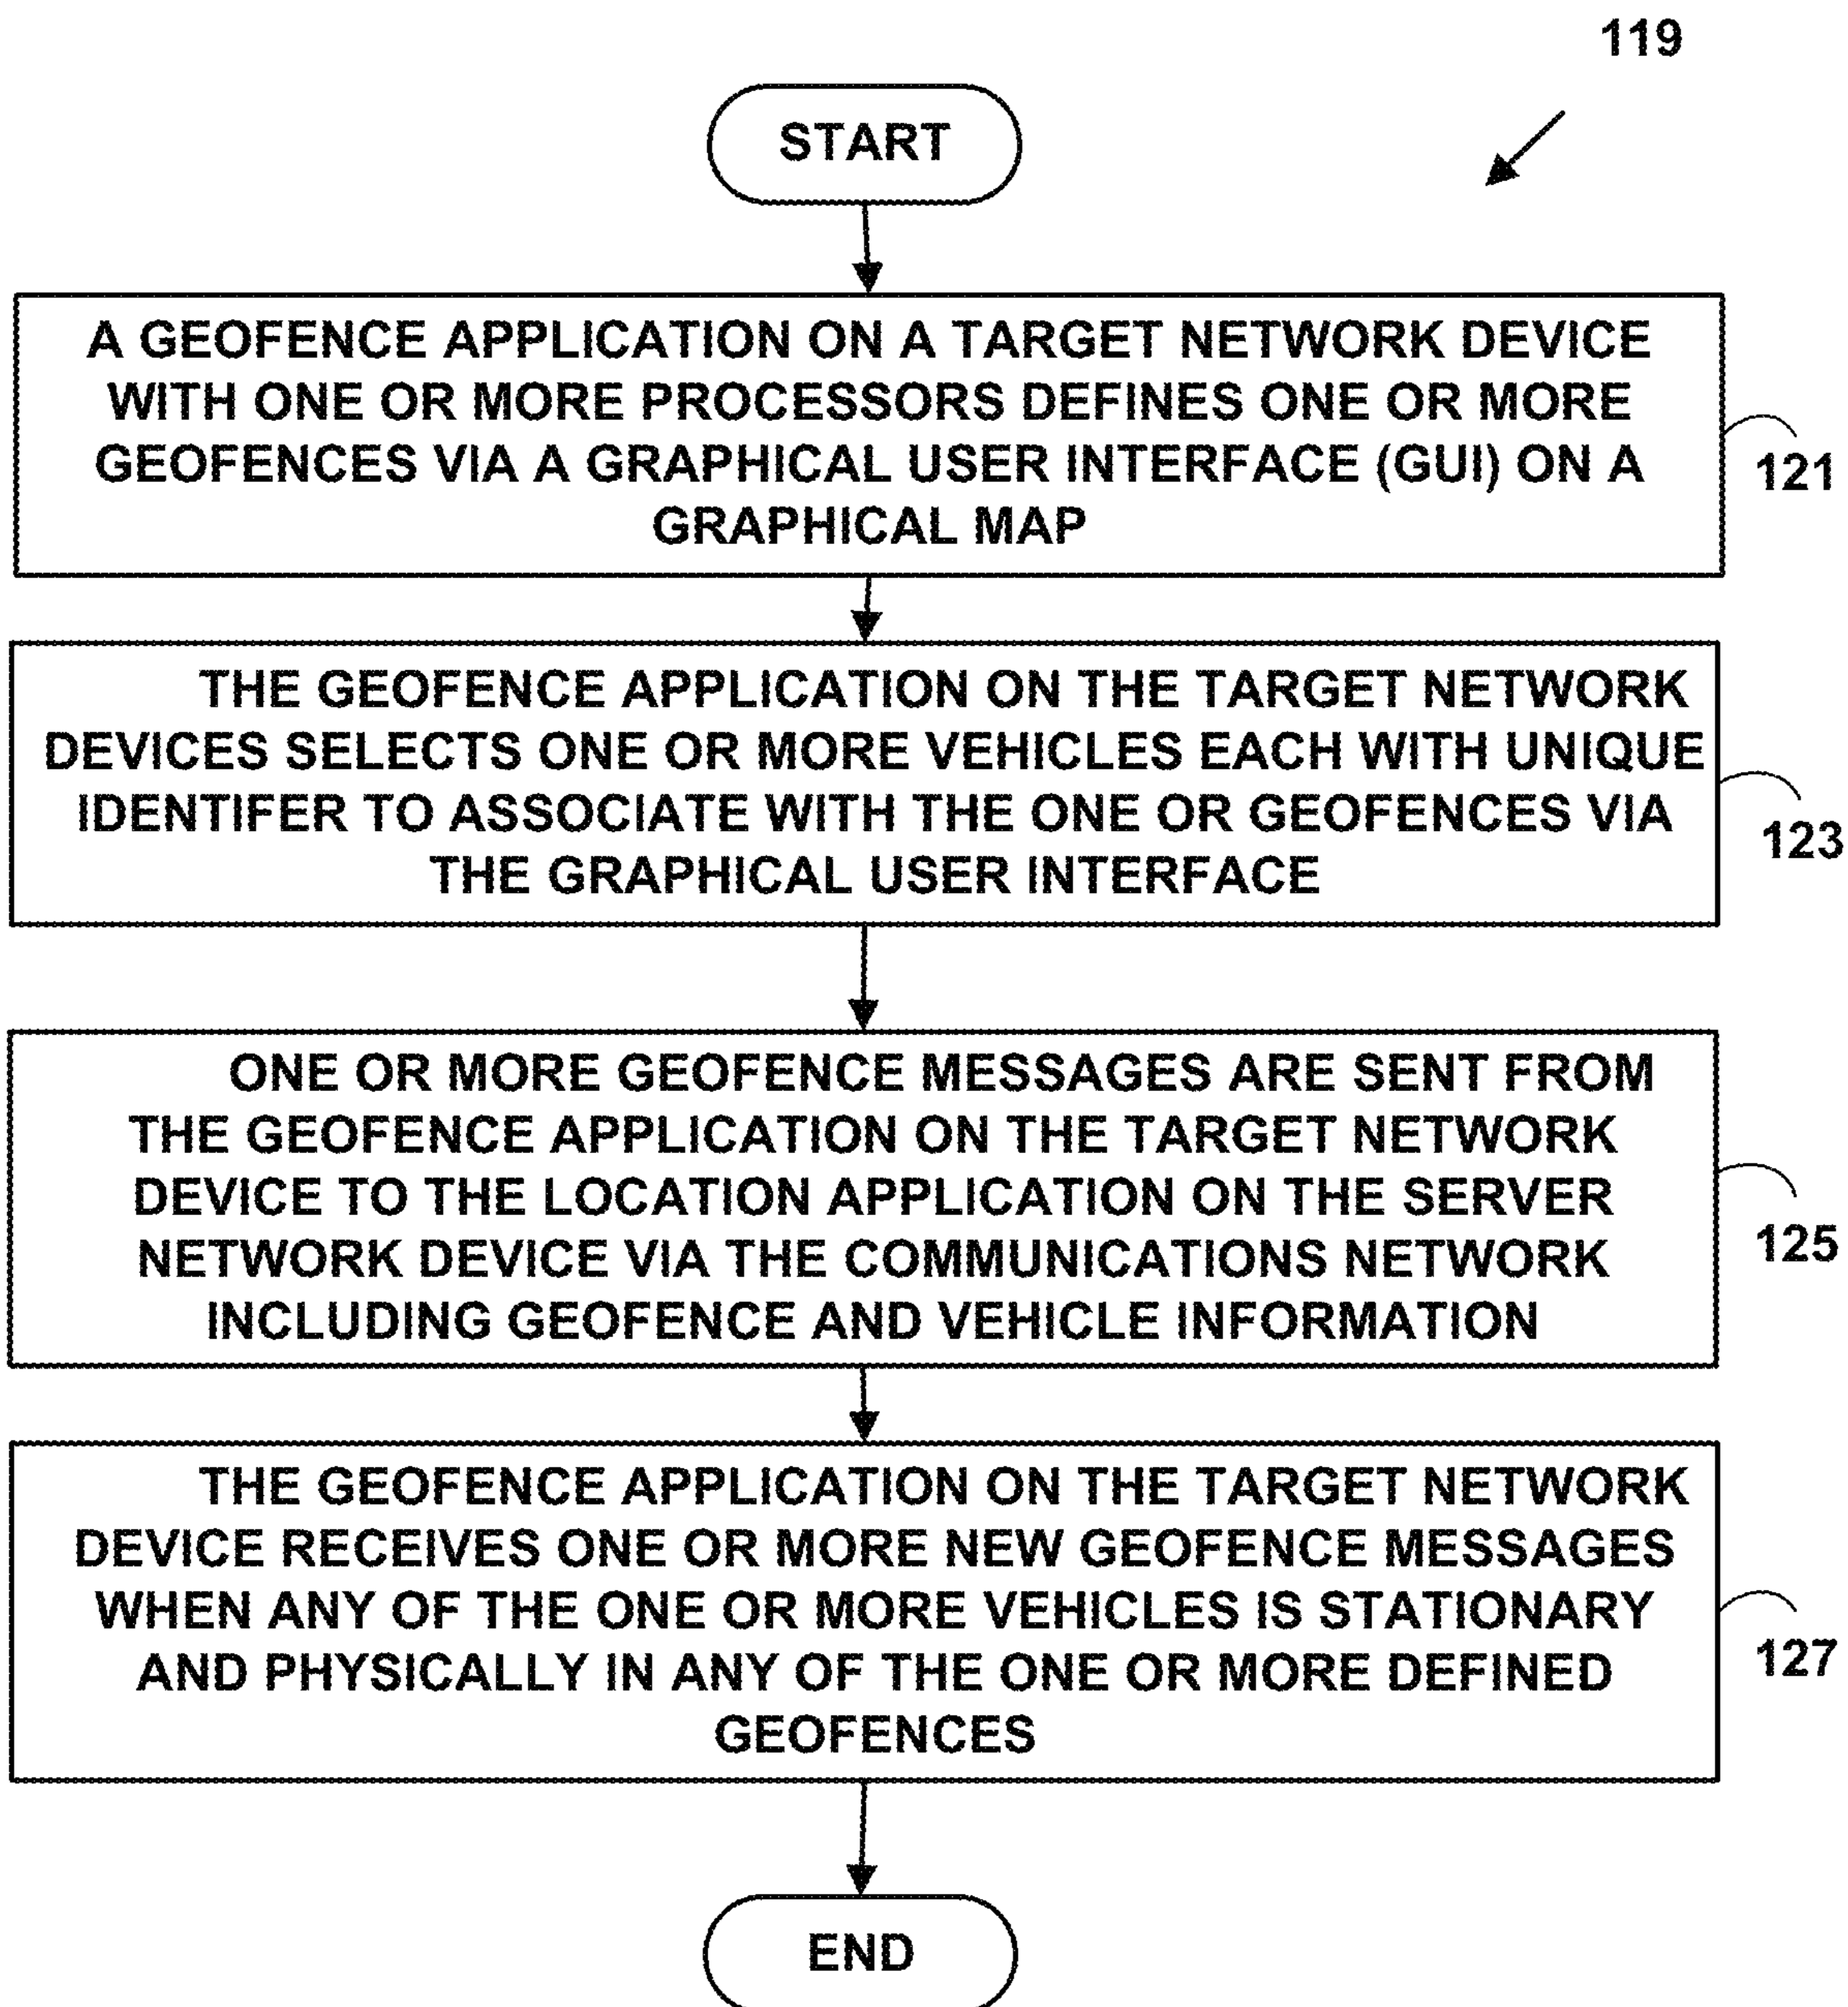 119
START
A GEOFENCE APPLICATION ON A TARGET NETWORK DEVICE
WITH ONE OR MORE PROCESSORS DEFINES ONE OR MORE
GEOFENCES VIA A GRAPHICAL USER INTERFACE (GUI) ON A
GRAPHICAL MAP
121
THE GEOFENCE APPLICATION ON THE TARGET NETWORK
DEVICES SELECTS ONE OR MORE VEHICLES EACH WITH UNIQUE
IDENTIFER TO ASSOCIATE WITH THE ONE OR GEOFENCES VIA
THE GRAPHICAL USER INTERFACE
123
ONE OR MORE GEOFENCE MESSAGES ARE SENT FROM
THE GEOFENCE APPLICATION ON THE TARGET NETWORK
DEVICE TO THE LOCATION APPLICATION ON THE SERVER
NETWORK DEVICE VIA THE COMMUNICATIONS NETWORK
INCLUDING GEOFENCE AND VEHICLE INFORMATION
125
THE GEOFENCE APPLICATION ON THE TARGET NETWORK
DEVICE RECEIVES ONE OR MORE NEW GEOFENCE MESSAGES
WHEN ANY OF THE ONE OR MORE VEHICLES IS STATIONARY
AND PHYSICALLY IN ANY OF THE ONE OR MORE DEFINED
GEOFENCES
127
END